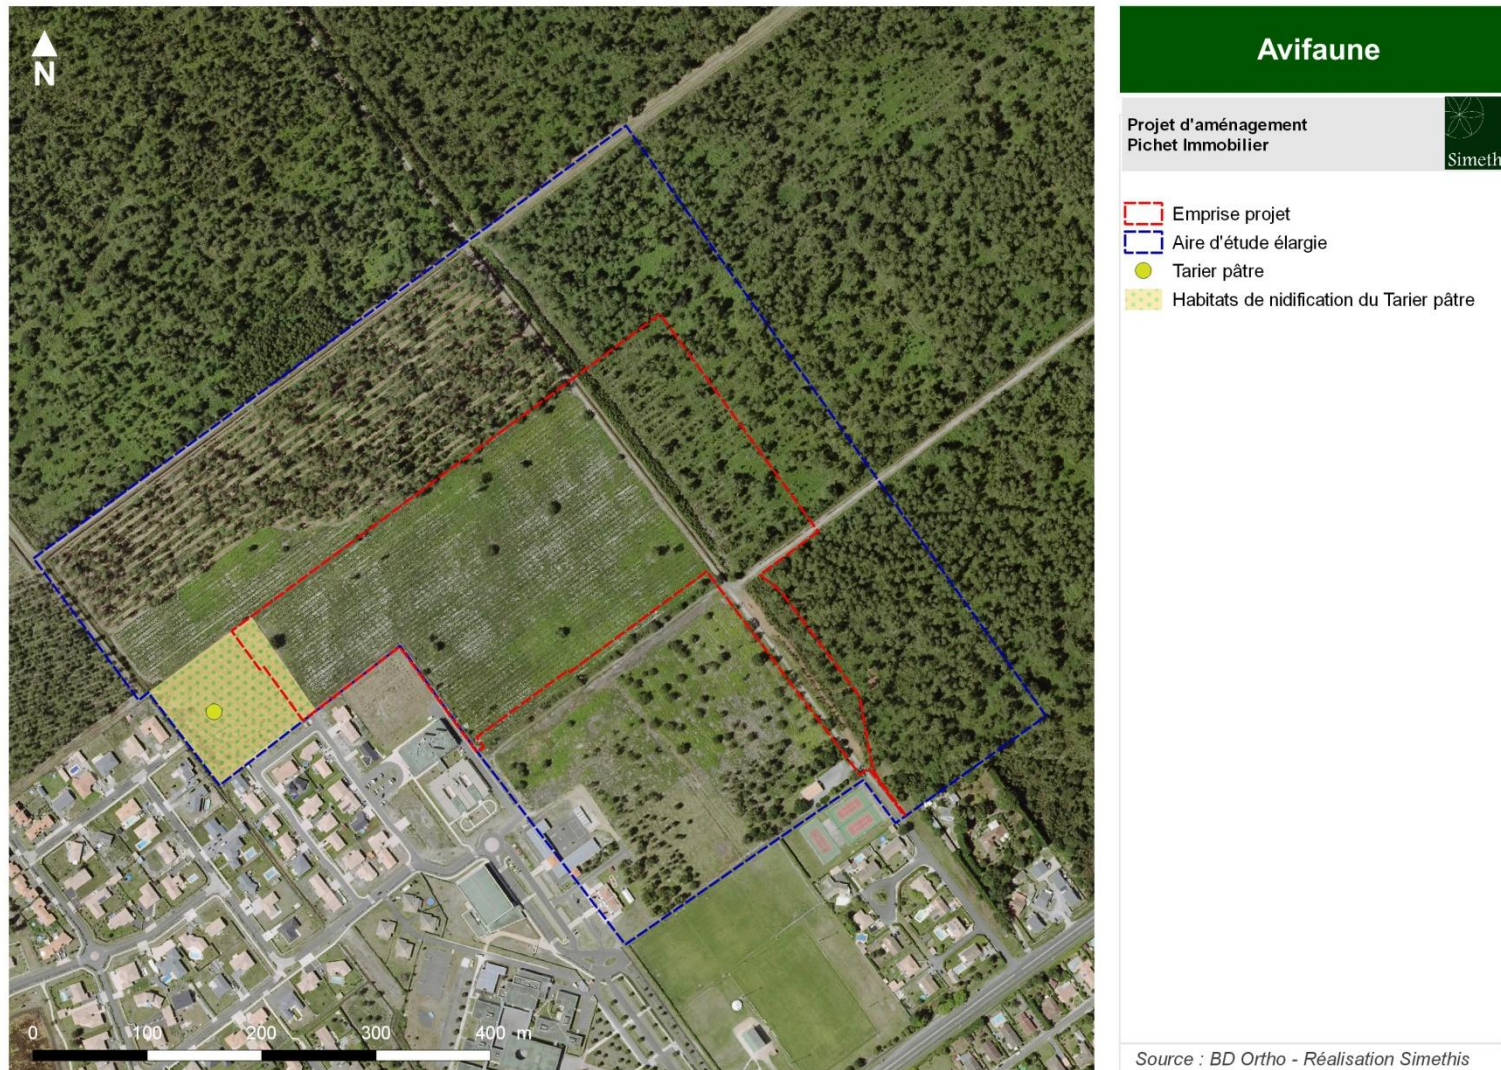 N
0 100 200 300 400 m
Avifaune
Projet d'aménagement
Pichet Immobilier
Simeth
Emprise projet
Aire d'étude élargie
Tarier pâtre
Habitats de nidification du Tarier pâtre
Source : BD Ortho - Réalisation Simethis